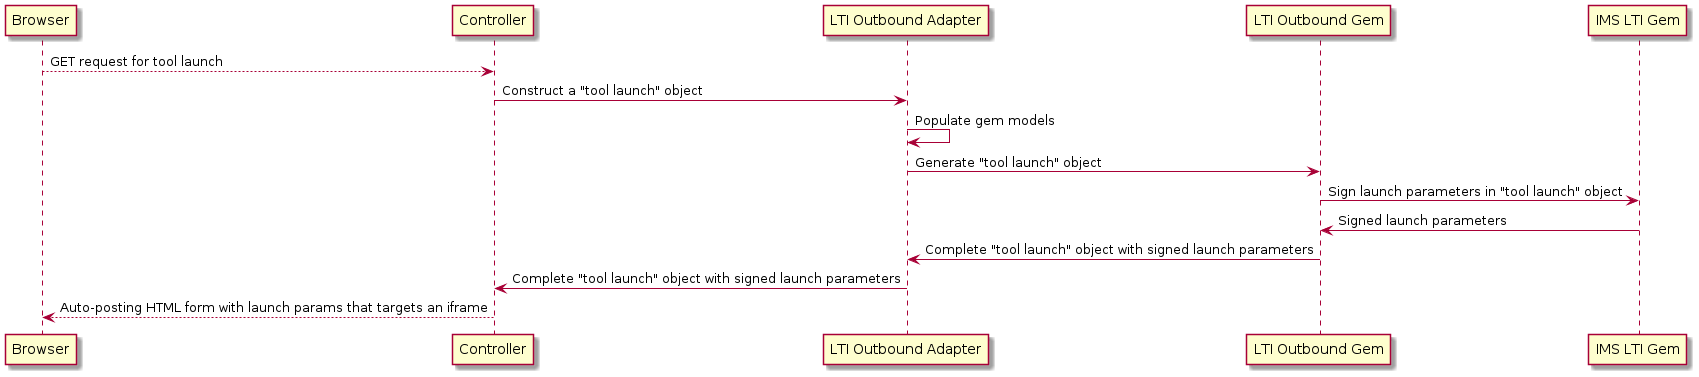 Browser
Controller
LTI Outbound Adapter
LTI Outbound Gem
IMS LTI Gem
GET request for tool launch
Construct a "tool launch" object
Populate gem models
Generate "tool launch" object
Sign launch parameters in "tool launch" object
Signed launch parameters
Complete "tool launch" object with signed launch parameters
Complete "tool launch" object with signed launch parameters
Auto-posting HTML form with launch params that targets an iframe
Browser
Controller
LTI Outbound Adapter
LTI Outbound Gem
IMS LTI Gem